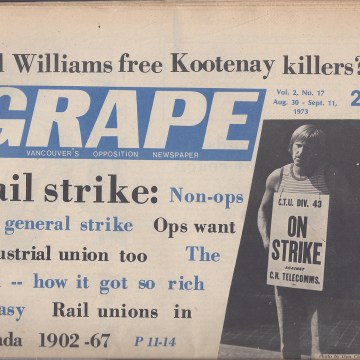 l Williams free Kootenay killers?
GRAPE
VANCOUVER'S OPPOSITION NEWSPAPER
Vol. 2, No. 17
Aug. 30 - Sept. 11,
1973
2
ail strike: Non-ops
general strike Ops want
ustrial union too The
-- how it got so rich
asy Rail unions in
ada 1902 -67 P 11-14
C.T.U. DIV. 43
ON
STRIKE
AGAINST
C.N. TELECOMMS.